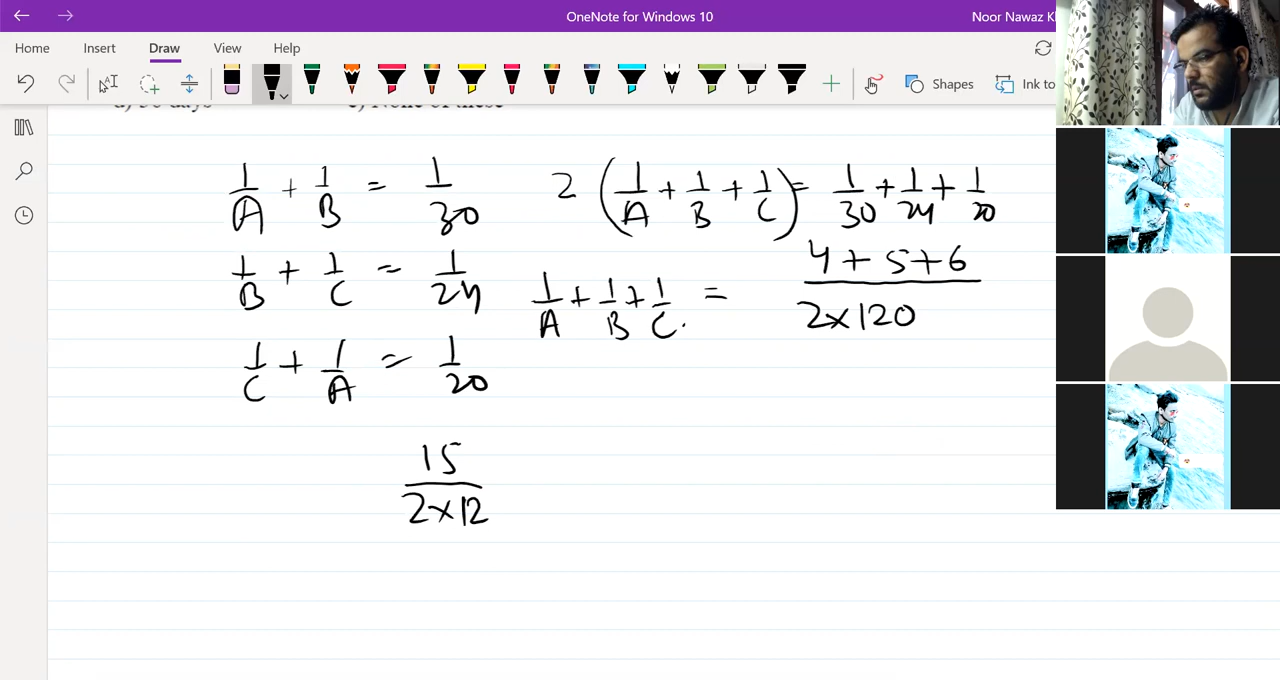 OneNote for Windows 10
Noor Nawaz K
Home Insert Draw View Help
Shapes
Ink to
1/A + 1/B = 1/30
2 (1/A + 1/B + 1/C) = 1/30 + 1/24 + 1/20
1/B + 1/C = 1/24
1/A + 1/B + 1/C. = 4+5+6 / 2×120
1/C + 1/A = 1/20
15 / 2×12